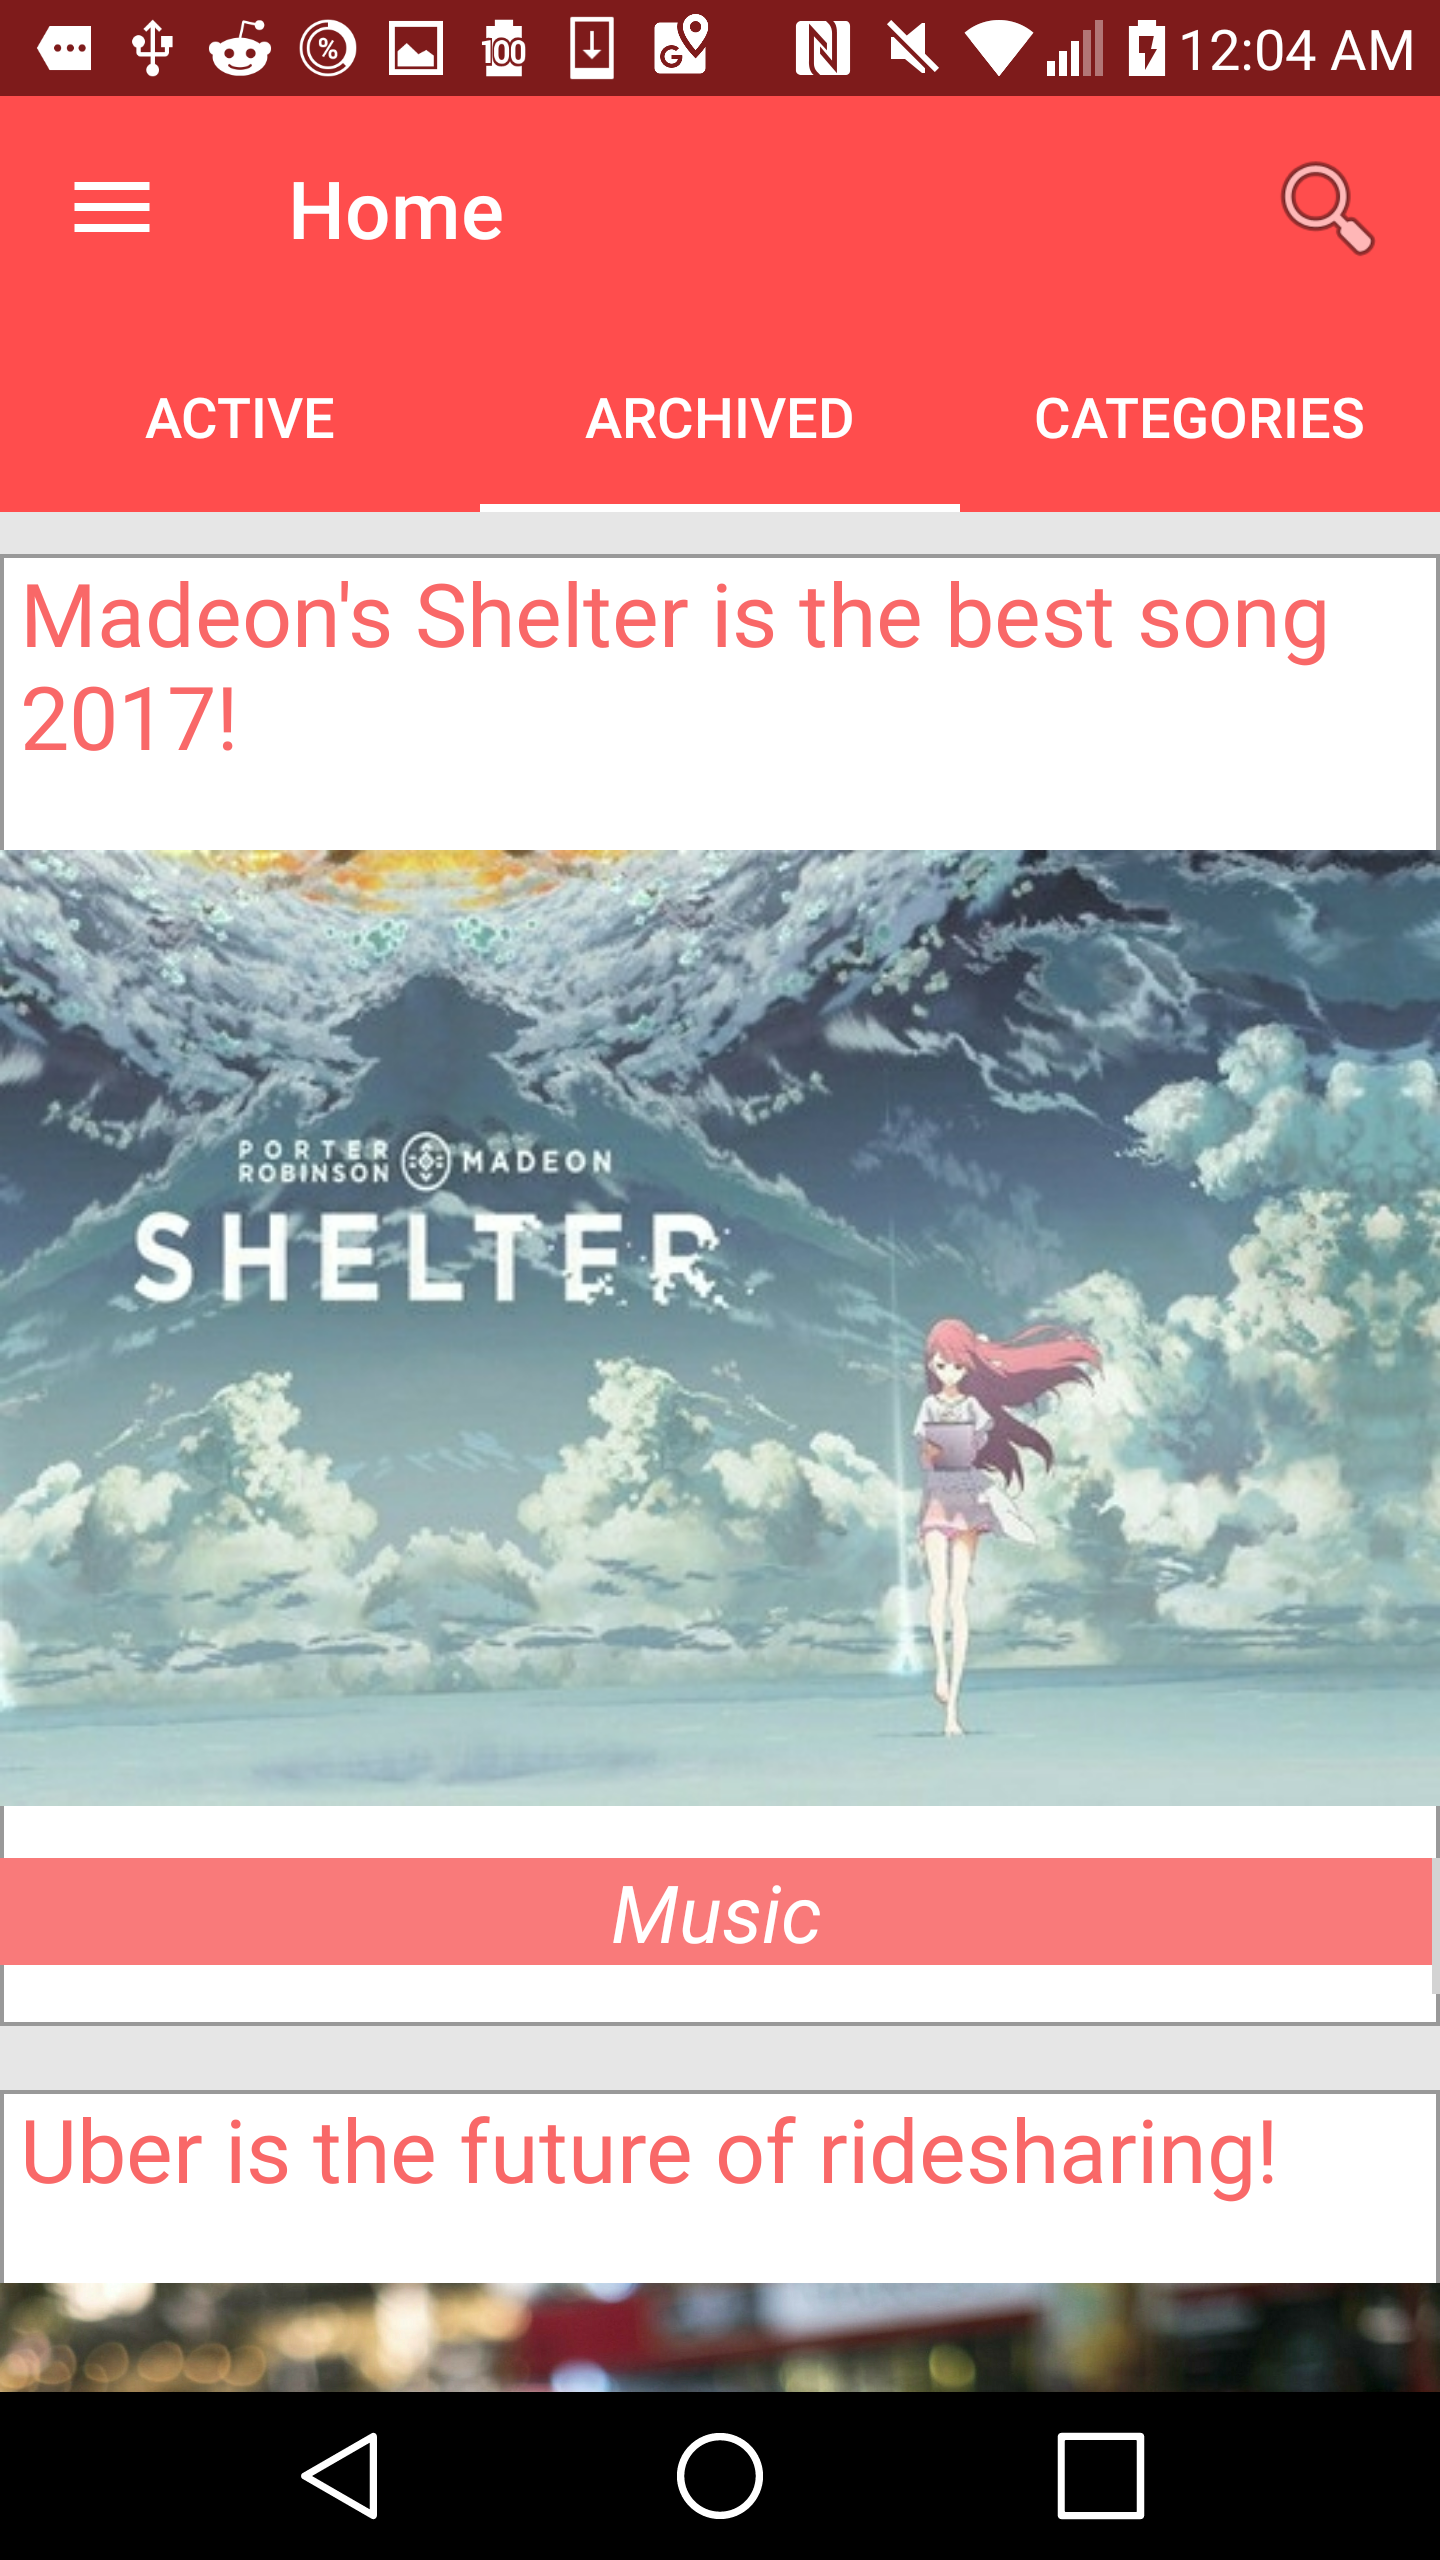 12:04 AM
Home
ACTIVE
ARCHIVED
CATEGORIES
Madeon's Shelter is the best song
2017!
PORTER
ROBINSON
MADEON
SHELTER
Music
Uber is the future of ridesharing!